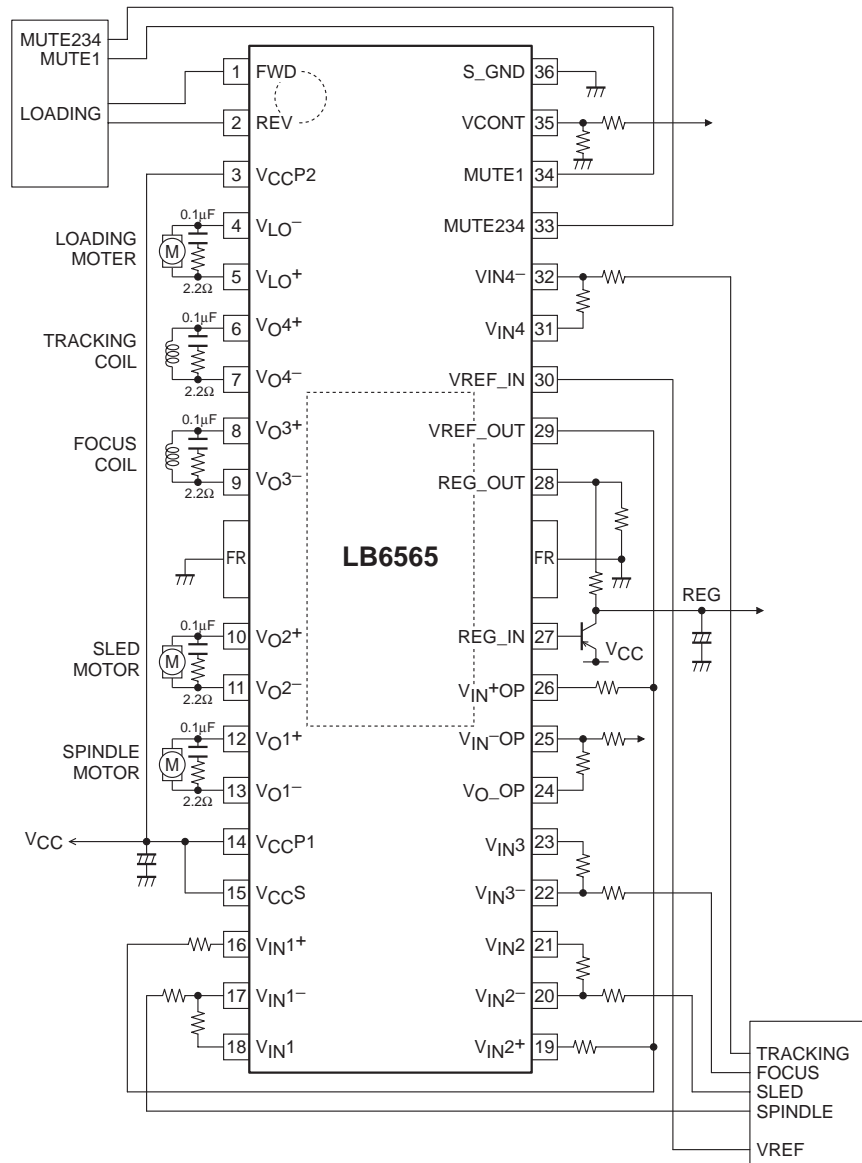 MUTE234
MUTE1
LOADING
1 FWD
2 REV
3 VCCP2
4 VLO−
5 VLO+
6 VO4+
7 VO4−
8 VO3+
9 VO3−
FR
10 VO2+
11 VO2−
12 VO1+
13 VO1−
14 VCCP1
15 VCCS
16 VIN1+
17 VIN1−
18 VIN1
LOADING
MOTER
0.1µF
M
2.2Ω
TRACKING
COIL
0.1µF
2.2Ω
FOCUS
COIL
0.1µF
2.2Ω
SLED
MOTOR
0.1µF
M
2.2Ω
SPINDLE
MOTOR
0.1µF
M
2.2Ω
VCC
LB6565
S_GND 36
VCONT 35
MUTE1 34
MUTE234 33
VIN4− 32
VIN4 31
VREF_IN 30
VREF_OUT 29
REG_OUT 28
FR
REG_IN 27
VIN+OP 26
VIN−OP 25
VO_OP 24
VIN3 23
VIN3− 22
VIN2 21
VIN2− 20
VIN2+ 19
REG
VCC
TRACKING
FOCUS
SLED
SPINDLE
VREF